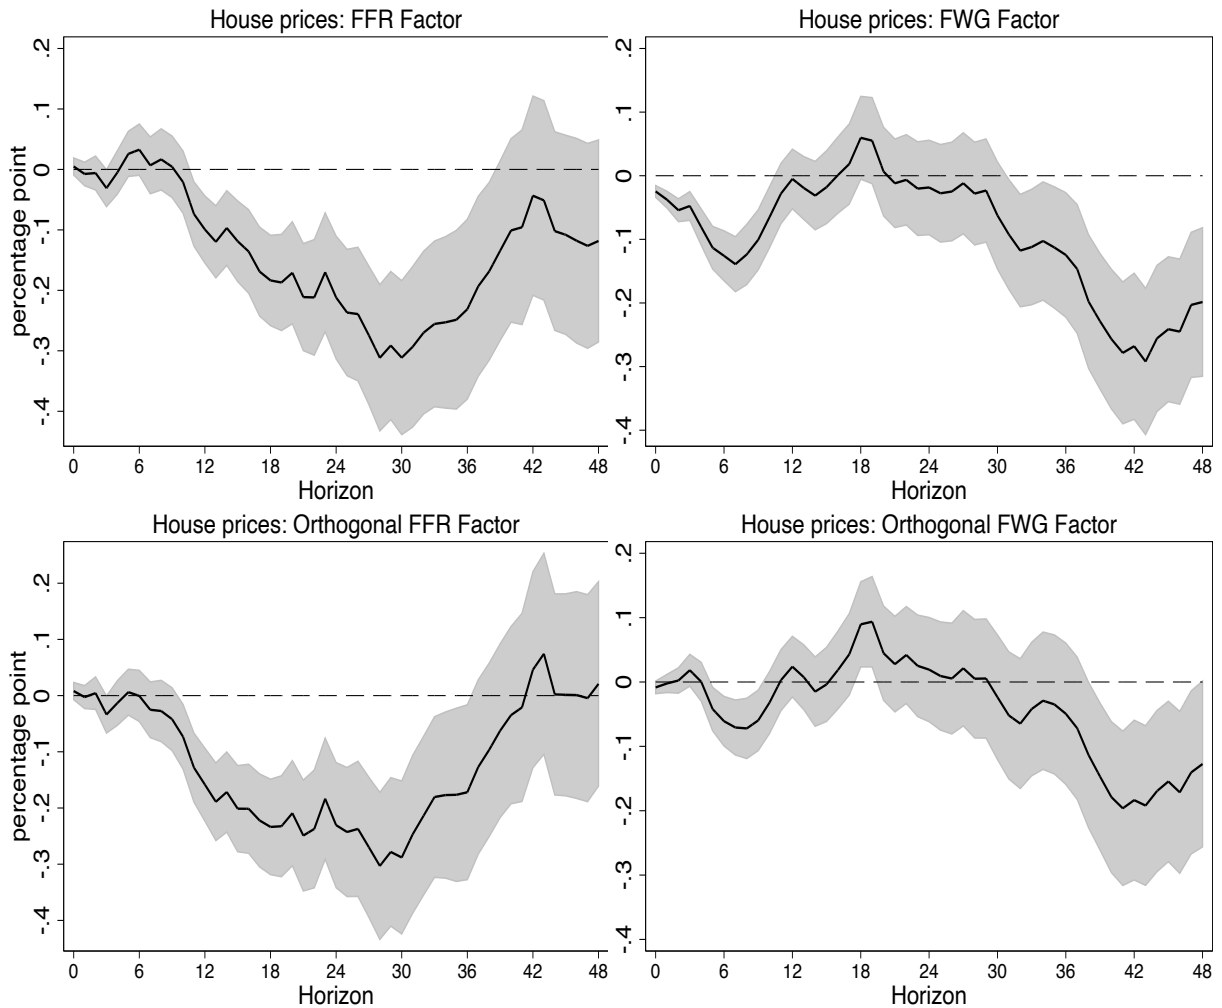 House prices: FFR Factor
percentage point
.2
.1
0
-.1
-.2
-.3
-.4
0 6 12 18 24 30 36 42 48
Horizon
House prices: FWG Factor
.2
.1
0
-.1
-.2
-.3
-.4
0 6 12 18 24 30 36 42 48
Horizon
House prices: Orthogonal FFR Factor
percentage point
.2
.1
0
-.1
-.2
-.3
-.4
0 6 12 18 24 30 36 42 48
Horizon
House prices: Orthogonal FWG Factor
.2
.1
0
-.1
-.2
-.3
-.4
0 6 12 18 24 30 36 42 48
Horizon